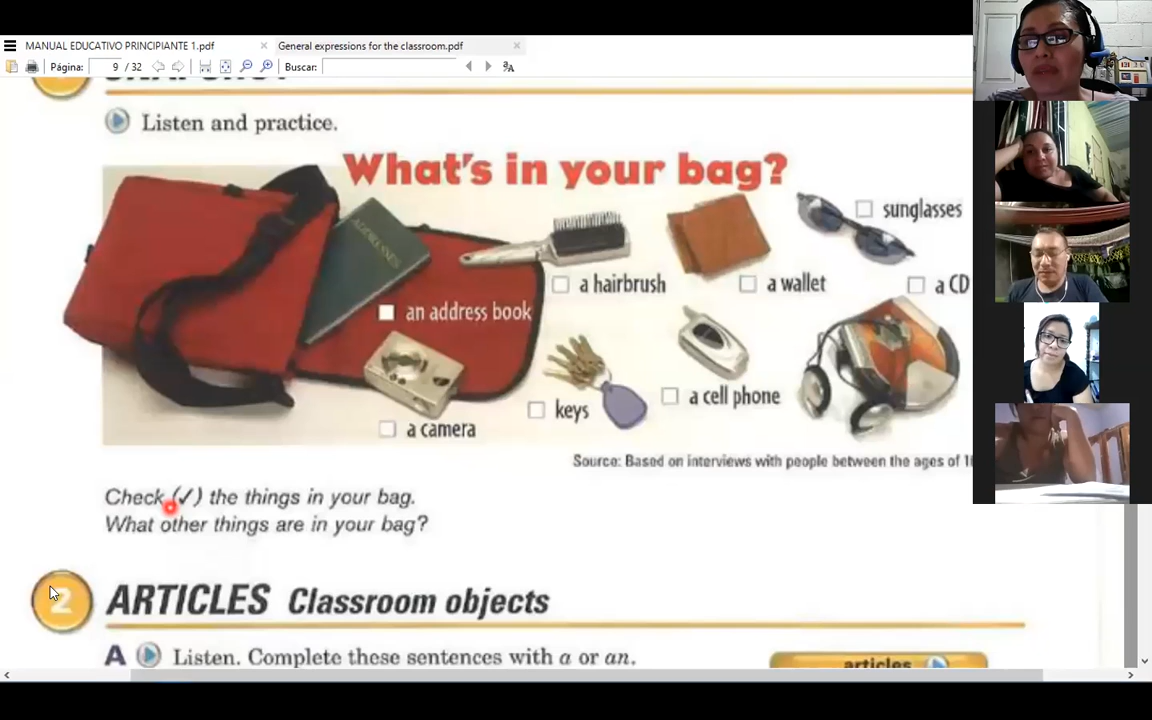 MANUAL EDUCATIVO PRINCIPIANTE 1.pdf
General expressions for the classroom.pdf
Página: 9 / 32
Buscar:
Listen and practice.
What's in your bag?
sunglasses
a hairbrush
a wallet
a CD
an address book
a cell phone
keys
a camera
Source: Based on interviews with people between the ages of
Check (✓) the things in your bag.
What other things are in your bag?
2 ARTICLES Classroom objects
A Listen. Complete these sentences with a or an.
articles